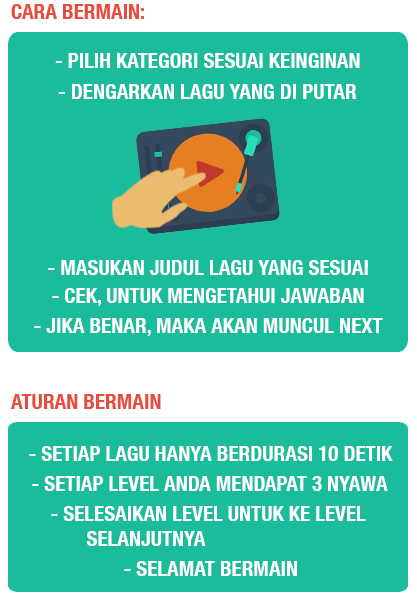 CARA BERMAIN:
- PILIH KATEGORI SESUAI KEINGINAN
- DENGARKAN LAGU YANG DI PUTAR
- MASUKAN JUDUL LAGU YANG SESUAI
- CEK, UNTUK MENGETAHUI JAWABAN
- JIKA BENAR, MAKA AKAN MUNCUL NEXT
ATURAN BERMAIN
- SETIAP LAGU HANYA BERDURASI 10 DETIK
- SETIAP LEVEL ANDA MENDAPAT 3 NYAWA
- SELESAIKAN LEVEL UNTUK KE LEVEL
SELANJUTNYA
- SELAMAT BERMAIN